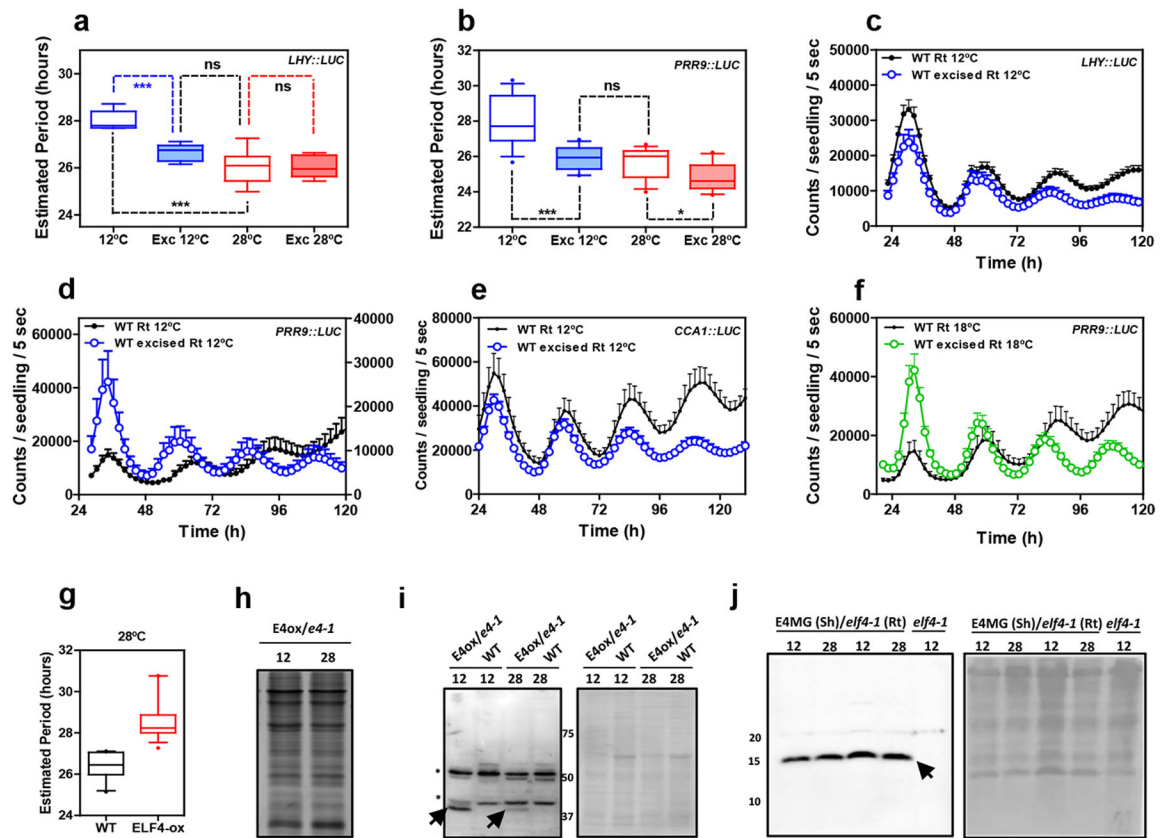 a
LHY::LUC
ns
***
ns
***
Estimated Period (hours)
30
28
26
24
12ºC
Exc 12ºC
28ºC
Exc 28ºC
b
PRR9::LUC
ns
***
*
Estimated Period (hours)
32
30
28
26
24
22
12ºC
Exc 12ºC
28ºC
Exc 28ºC
c
WT Rt 12ºC
WT excised Rt 12ºC
LHY::LUC
Counts / seedling / 5 sec
50000
40000
30000
20000
10000
0
24
48
72
96
120
Time (h)
d
WT Rt 12ºC
WT excised Rt 12ºC
PRR9::LUC
Counts / seedling / 5 sec
60000
40000
20000
0
40000
30000
20000
10000
0
24
48
72
96
120
Time (h)
e
WT Rt 12ºC
WT excised Rt 12ºC
CCA1::LUC
Counts / seedling / 5 sec
80000
60000
40000
20000
0
24
48
72
96
120
Time (h)
f
WT Rt 18ºC
WT excised Rt 18ºC
PRR9::LUC
Counts / seedling / 5 sec
60000
40000
20000
0
24
48
72
96
120
Time (h)
g
28ºC
Estimated Period (hours)
32
30
28
26
24
WT
ELF4-ox
h
E4ox/e4-1
12 28
i
E4ox/e4-1 WT E4ox/e4-1 WT
12 12 28 28
*
*
E4ox/e4-1 WT E4ox/e4-1 WT
12 12 28 28
75
50
37
j
E4MG (Sh)/elf4-1 (Rt) elf4-1
12 28 12 28 12
20
15
10
E4MG (Sh)/elf4-1 (Rt) elf4-1
12 28 12 28 12